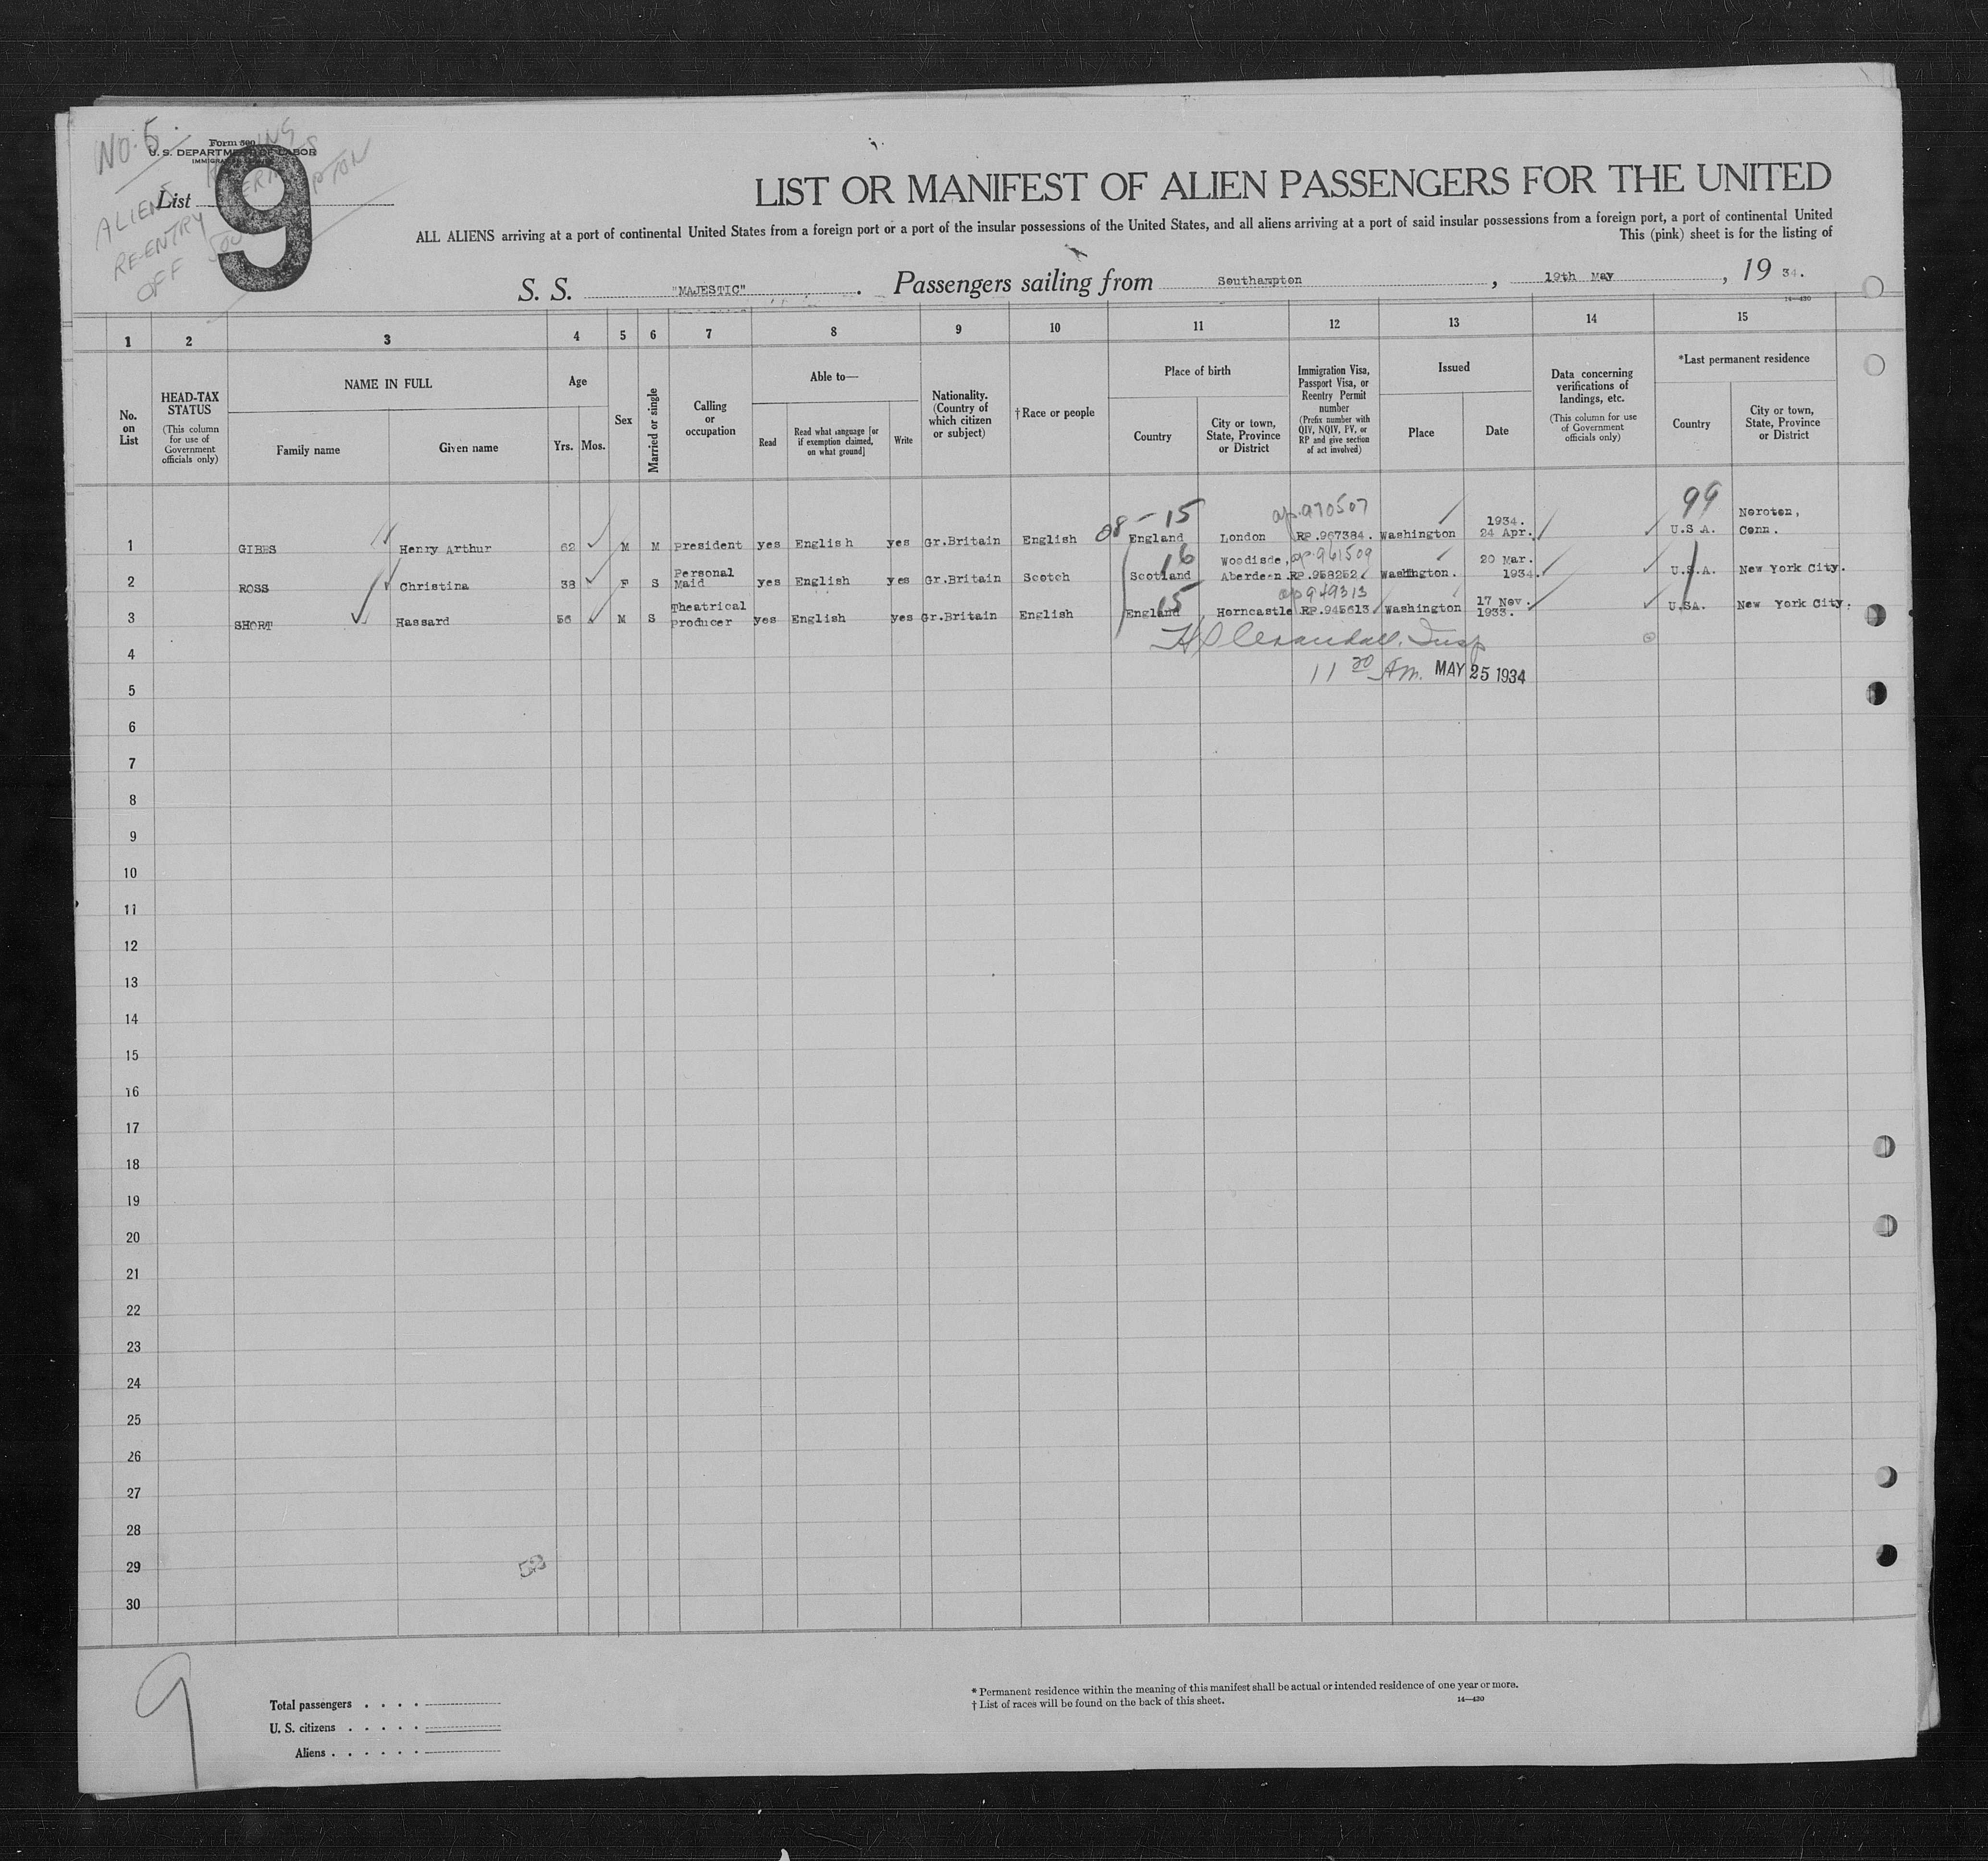 No. 5.
Form 500
U. S. DEPARTMENT OF LABOR
List
9
ALIENS
RE-ENTRY
OFF
LIST OR MANIFEST OF ALIEN PASSENGERS FOR THE UNITED
ALL ALIENS arriving at a port of continental United States from a foreign port or a port of the insular possessions of the United States, and all aliens arriving at a port of said insular possessions from a foreign port, a port of continental United
This (pink) sheet is for the listing of
S. S. "MAJESTIC". Passengers sailing from Southampton, 19th May, 19 34.
14—430
1 2 3 4 5 6 7 8 9 10 11 12 13 14 15
No. on List
HEAD-TAX STATUS
(This column for use of Government officials only)
NAME IN FULL
Family name
Given name
Age
Yrs. Mos.
Sex
Married or single
Calling or occupation
Able to—
Read
Read what language [or if exemption claimed, on what ground]
Write
Nationality. (Country of which citizen or subject)
†Race or people
Place of birth
Country
City or town, State, Province or District
Immigration Visa, Passport Visa, or Reentry Permit number
(Prefix number with QIV, NQIV, FV, or RP and give section of act involved)
Issued
Place
Date
Data concerning verifications of landings, etc.
(This column for use of Government officials only)
*Last permanent residence
Country
City or town, State, Province or District
08 - 15 ap. 970507 99
1934. Noroton,
1 GIBBS Henry Arthur 62 M M President yes English yes Gr.Britain English England London RP.967384. Washington 24 Apr. U.S A. Conn.
16 ap. 961509
Personal Woodisde, 20 Mar.
2 ROSS Christina 38 F S Maid yes English yes Gr.Britain Scotch Scotland Aberdeen. RP.958252. Washington. 1934. U.S.A. New York City.
15 ap 949313
Theatrical 17 Nov.
3 SHORT Hassard 56 M S Producer yes English yes Gr.Britain English England Horncastle RP.945613 Washington 1933. U.SA. New York City.
4
11 20 AM. MAY 25 1934
5
6
7
8
9
10
11
12
13
14
15
16
17
18
19
20
21
22
23
24
25
26
27
28
29
30
52
9
Total passengers . . . .
U. S. citizens . . . . .
Aliens . . . . . .
* Permanent residence within the meaning of this manifest shall be actual or intended residence of one year or more.
† List of races will be found on the back of this sheet. 14—430